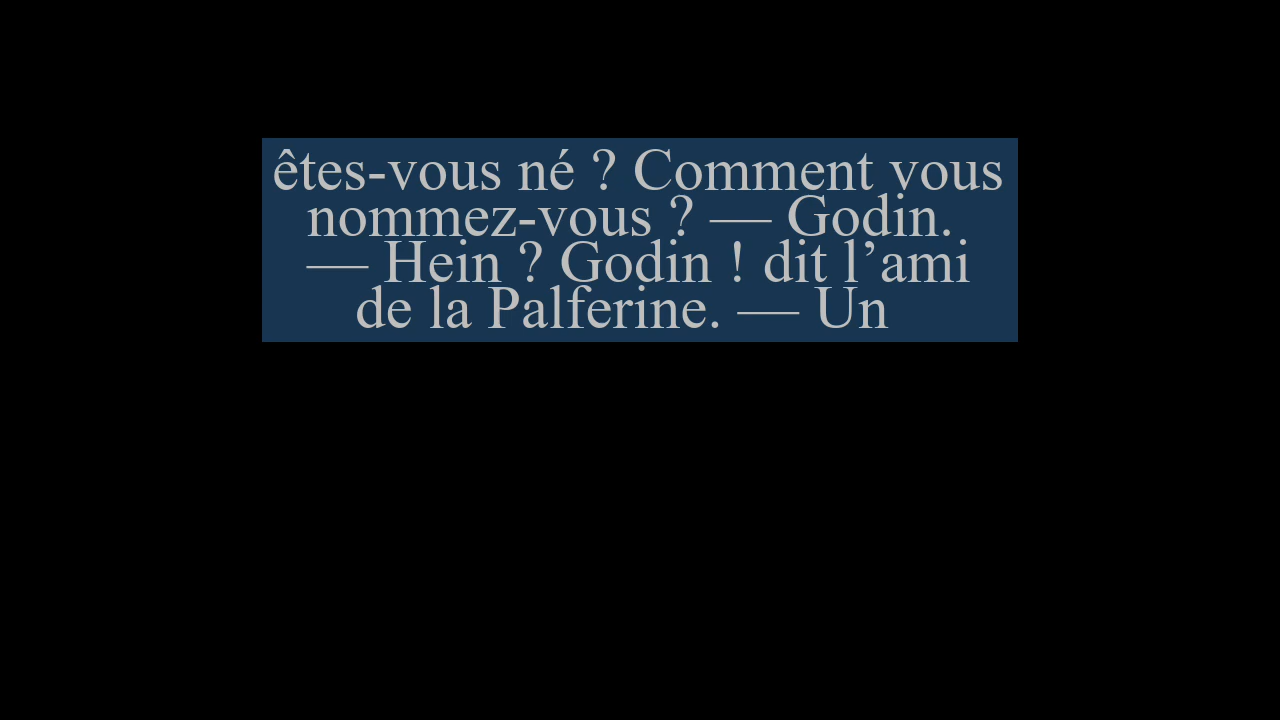 êtes-vous né ? Comment vous
nommez-vous ? — Godin.
— Hein ? Godin ! dit l’ami
de la Palferine. — Un